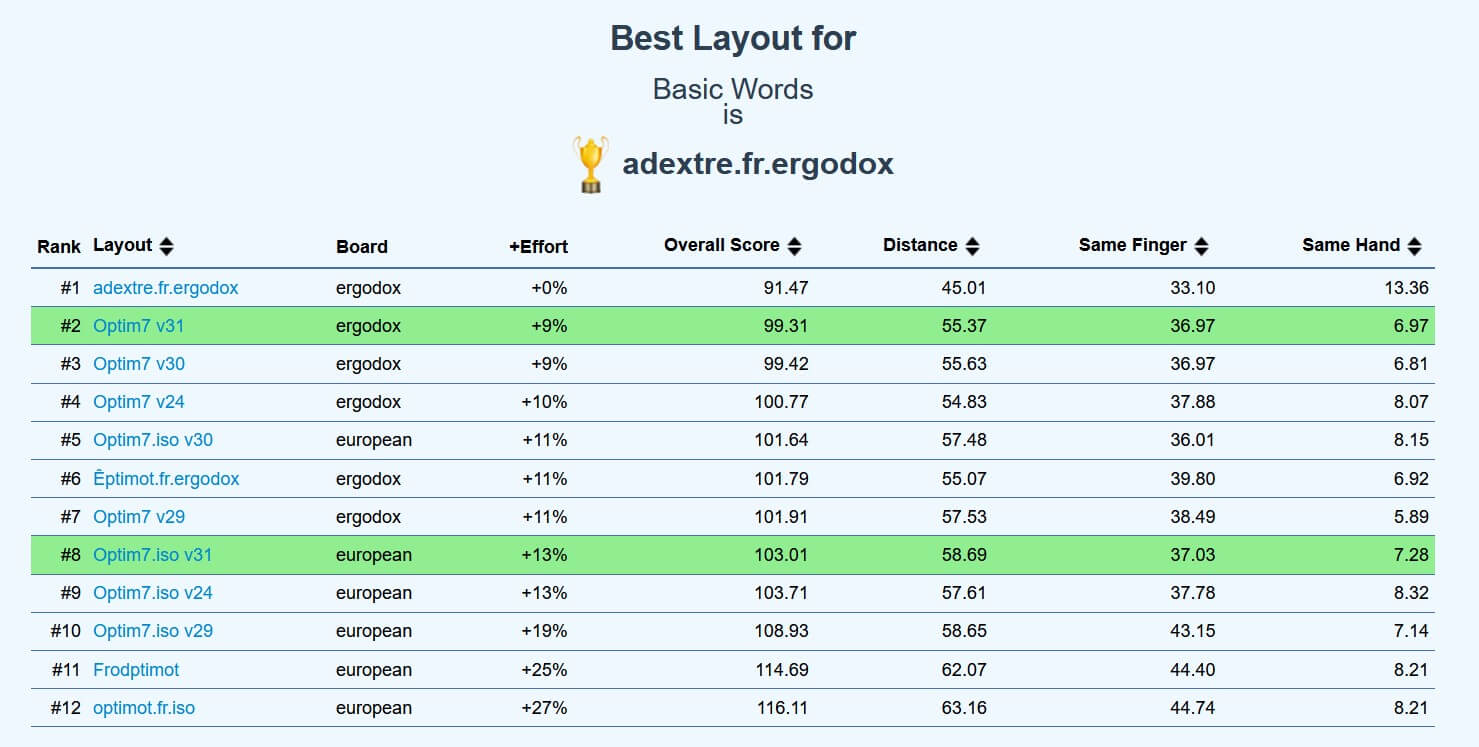 Best Layout for
Basic Words
is
adextre.fr.ergodox
Rank Layout Board +Effort Overall Score Distance Same Finger Same Hand
#1 adextre.fr.ergodox ergodox +0% 91.47 45.01 33.10 13.36
#2 Optim7 v31 ergodox +9% 99.31 55.37 36.97 6.97
#3 Optim7 v30 ergodox +9% 99.42 55.63 36.97 6.81
#4 Optim7 v24 ergodox +10% 100.77 54.83 37.88 8.07
#5 Optim7.iso v30 european +11% 101.64 57.48 36.01 8.15
#6 Êptimot.fr.ergodox ergodox +11% 101.79 55.07 39.80 6.92
#7 Optim7 v29 ergodox +11% 101.91 57.53 38.49 5.89
#8 Optim7.iso v31 european +13% 103.01 58.69 37.03 7.28
#9 Optim7.iso v24 european +13% 103.71 57.61 37.78 8.32
#10 Optim7.iso v29 european +19% 108.93 58.65 43.15 7.14
#11 Frodptimot european +25% 114.69 62.07 44.40 8.21
#12 optimot.fr.iso european +27% 116.11 63.16 44.74 8.21